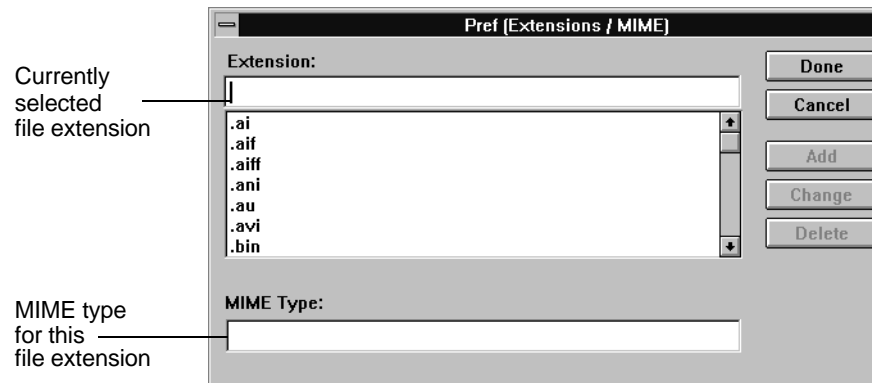 Pref (Extensions / MIME)
Currently
selected
file extension
Extension:
.ai
.aif
.aiff
.ani
.au
.avi
.bin
Done
Cancel
Add
Change
Delete
MIME type
for this
file extension
MIME Type: